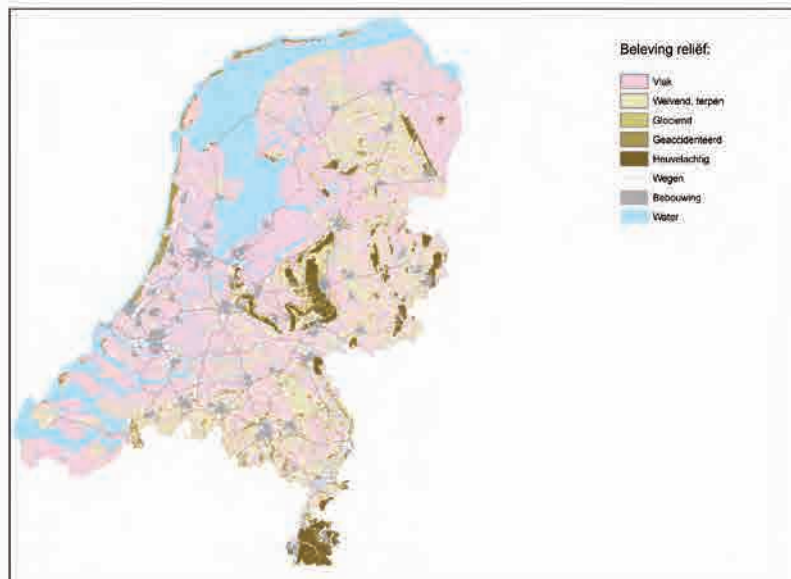 Beleving reliëf:
Vlak
Welvend, terpen
Glooiend
Geaccidenteerd
Heuvelachtig
Wegen
Bebouwing
Water